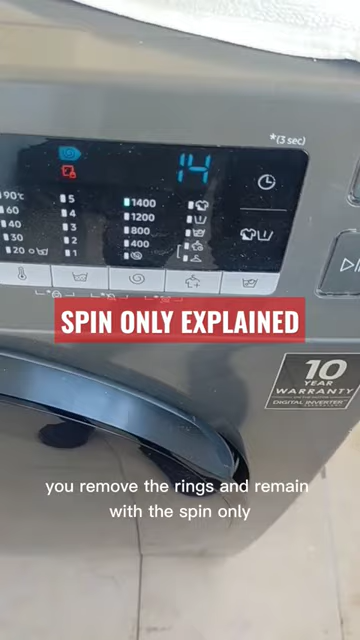 *(3 sec)
14
90℃ 5 1400
60 4 1200
40 3 800
30 2 400
20 1
SPIN ONLY EXPLAINED
10
YEAR
WARRANTY
DIGITAL INVERTER
you remove the rings and remain
with the spin only